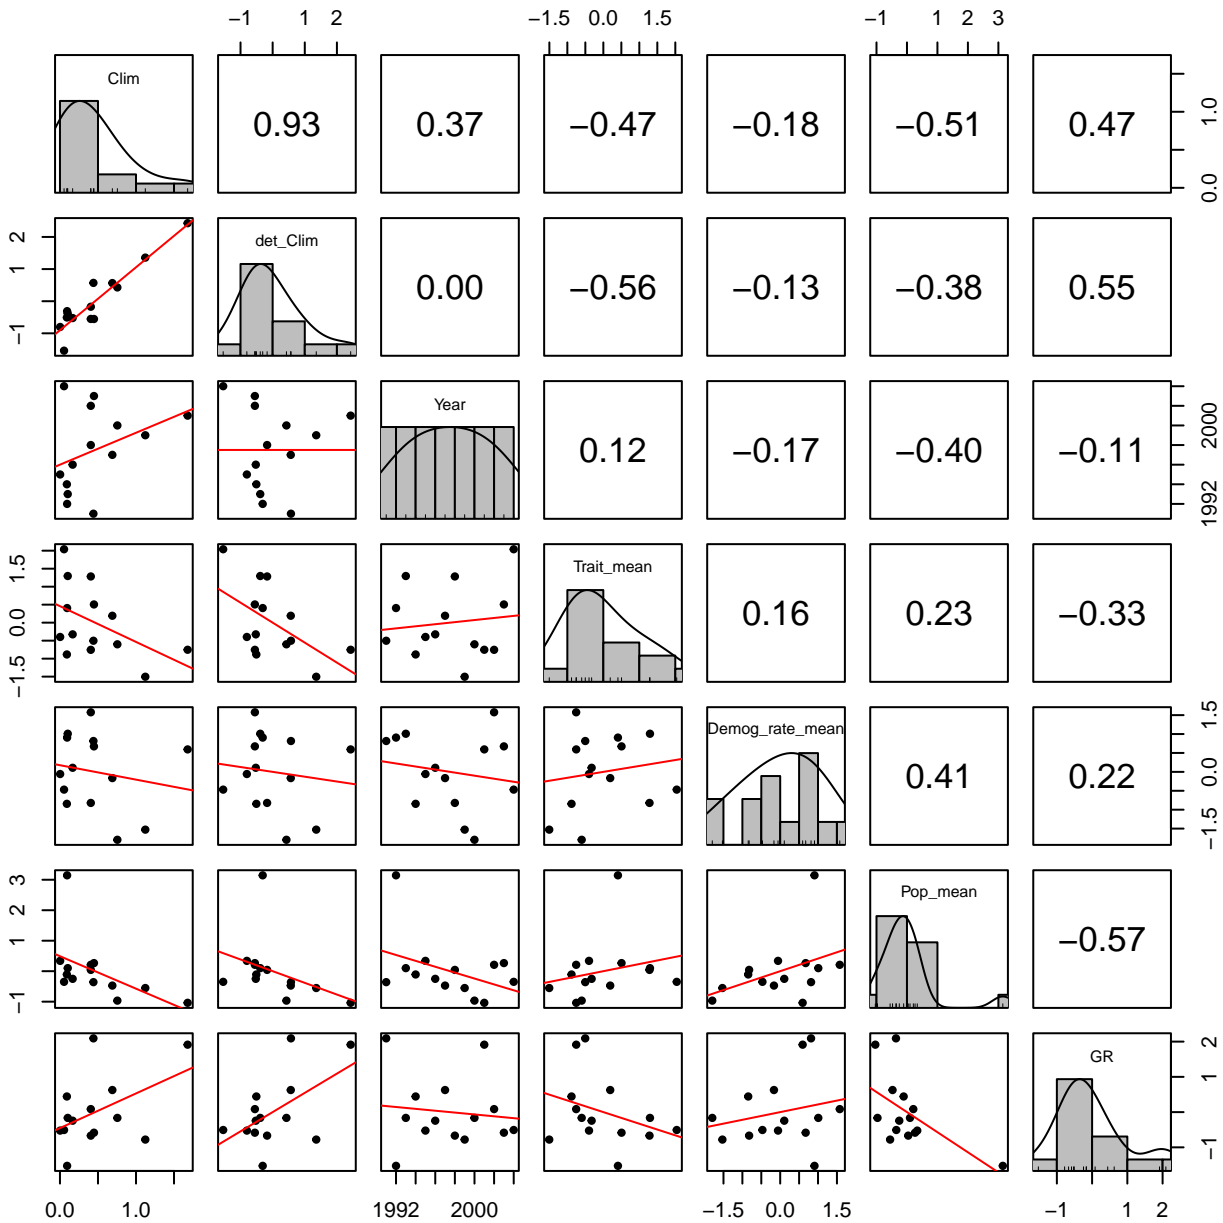 −1 1 2 −1.5 0.0 1.5 −1 1 3
Clim
0.93 0.37 −0.47 −0.18 −0.51 0.47
0.0 1.0
−1 1 2
det_Clim
0.00 −0.56 −0.13 −0.38 0.55
Year
0.12 −0.17 −0.40 −0.11
1992 2000
−1.5 0.0 1.5
Trait_mean
0.16 0.23 −0.33
Demog_rate_mean
0.41 0.22
−1.5 0.0 1.5
−1 1 2 3
Pop_mean
−0.57
GR
−1 1 2
0.0 1.0 1992 2000 −1.5 0.0 1.5 −1 1 2